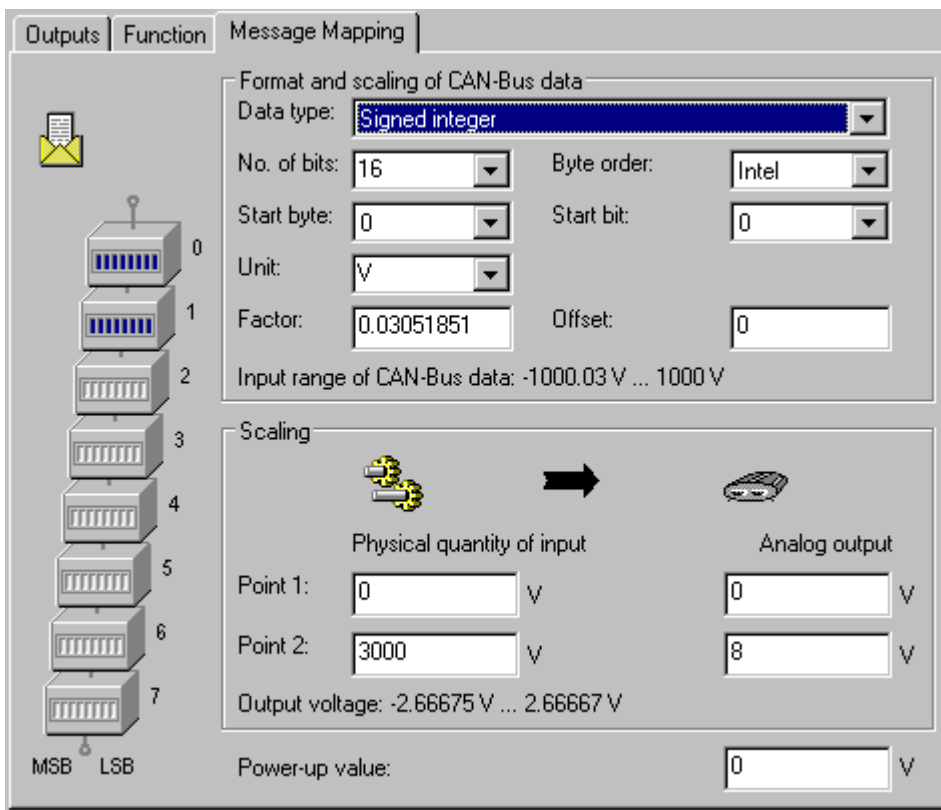 Outputs Function Message Mapping
Format and scaling of CAN-Bus data
Data type: Signed integer
No. of bits: 16 Byte order: Intel
Start byte: 0 Start bit: 0
Unit: V
Factor: 0.03051851 Offset: 0
Input range of CAN-Bus data: -1000.03 V ... 1000 V
0
1
2
3
4
5
6
7
MSB LSB
Scaling
Physical quantity of input Analog output
Point 1: 0 V 0 V
Point 2: 3000 V 8 V
Output voltage: -2.66675 V ... 2.66667 V
Power-up value: 0 V